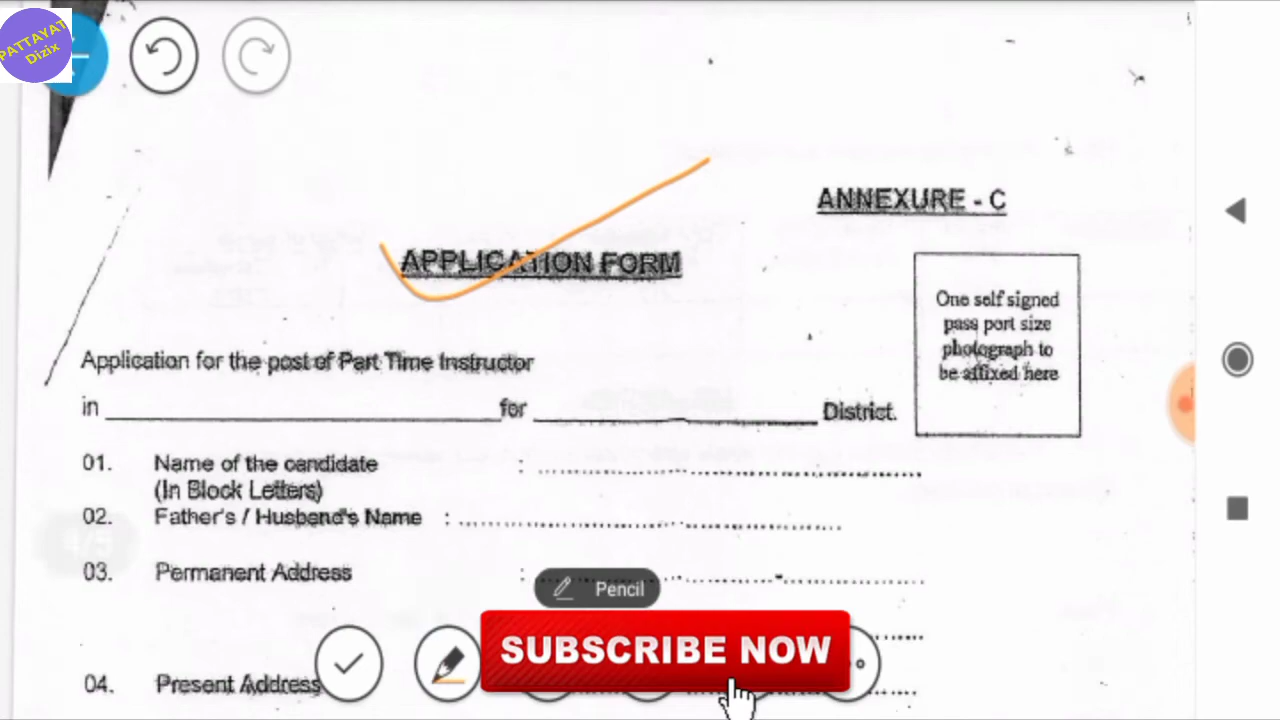 PATTAYAT
Dizix
ANNEXURE - C
APPLICATION FORM
One self signed
pass port size
photograph to
be affixed here
Application for the post of Part Time Instructor
in ____________ for ____________ District.
01. Name of the candidate :
(In Block Letters)
02. Father's / Husband's Name :
03. Permanent Address :
Pencil
SUBSCRIBE NOW
04. Present Address